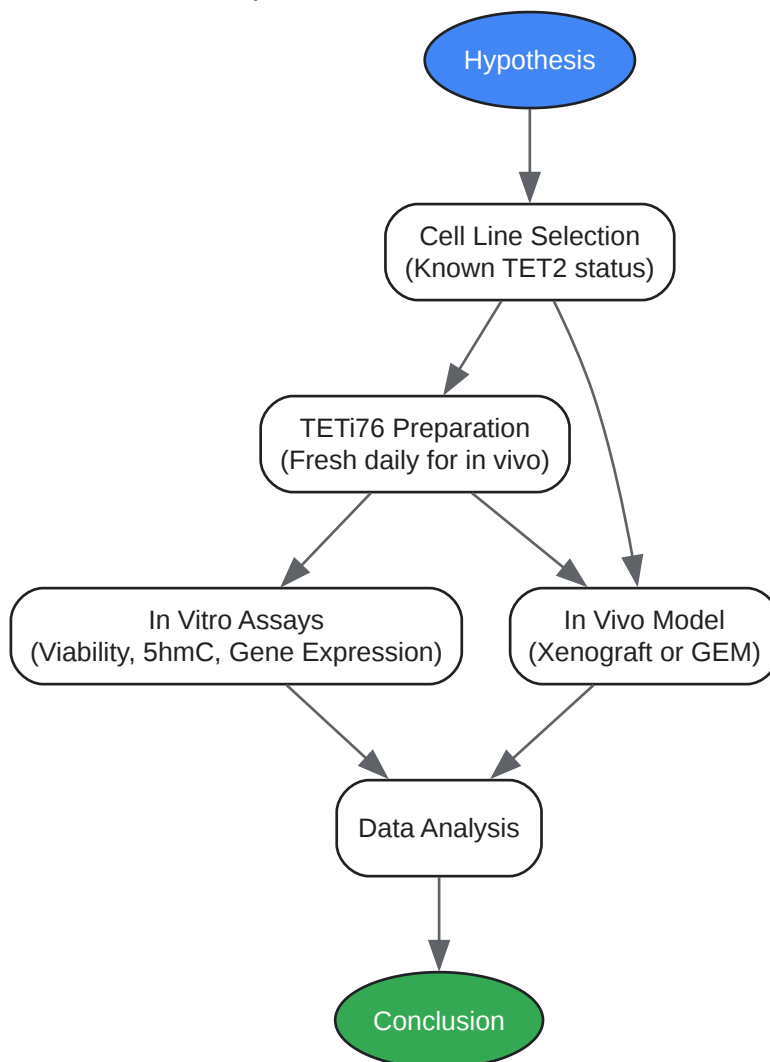 Hypothesis
Cell Line Selection
(Known TET2 status)
TETi76 Preparation
(Fresh daily for in vivo)
In Vitro Assays
(Viability, 5hmC, Gene Expression)
In Vivo Model
(Xenograft or GEM)
Data Analysis
Conclusion